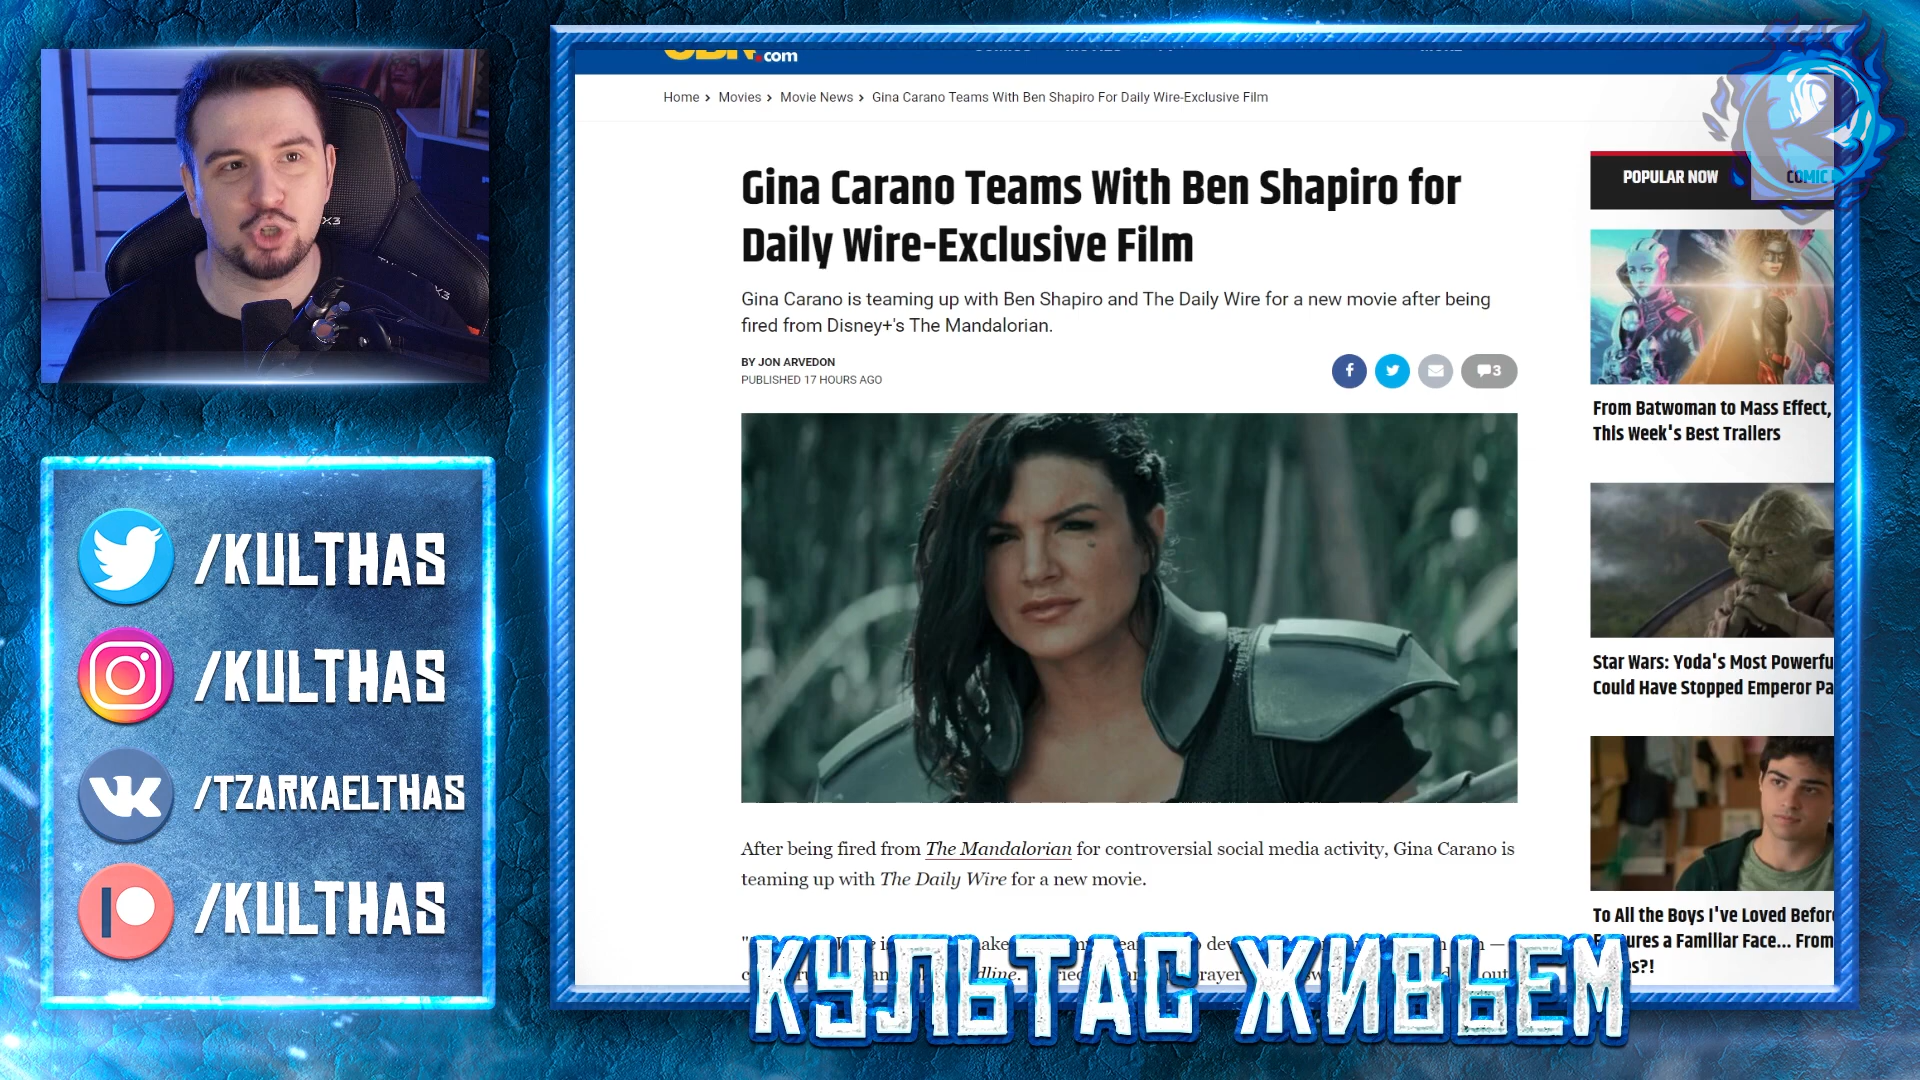 /KULTHAS
/KULTHAS
/TZARKAELTHAS
/KULTHAS
.com
Home > Movies > Movie News > Gina Carano Teams With Ben Shapiro For Daily Wire-Exclusive Film
Gina Carano Teams With Ben Shapiro for
Daily Wire-Exclusive Film
Gina Carano is teaming up with Ben Shapiro and The Daily Wire for a new movie after being
fired from Disney+'s The Mandalorian.
BY JON ARVEDON
PUBLISHED 17 HOURS AGO
3
After being fired from The Mandalorian for controversial social media activity, Gina Carano is
teaming up with The Daily Wire for a new movie.
POPULAR NOW
COMIC
From Batwoman to Mass Effect,
This Week's Best Trailers
Star Wars: Yoda's Most
Could Have Stopped Emperor
To All the Boys I've Loved
a Familiar Face... From
КУЛЬТАС ЖИВЬЕМ